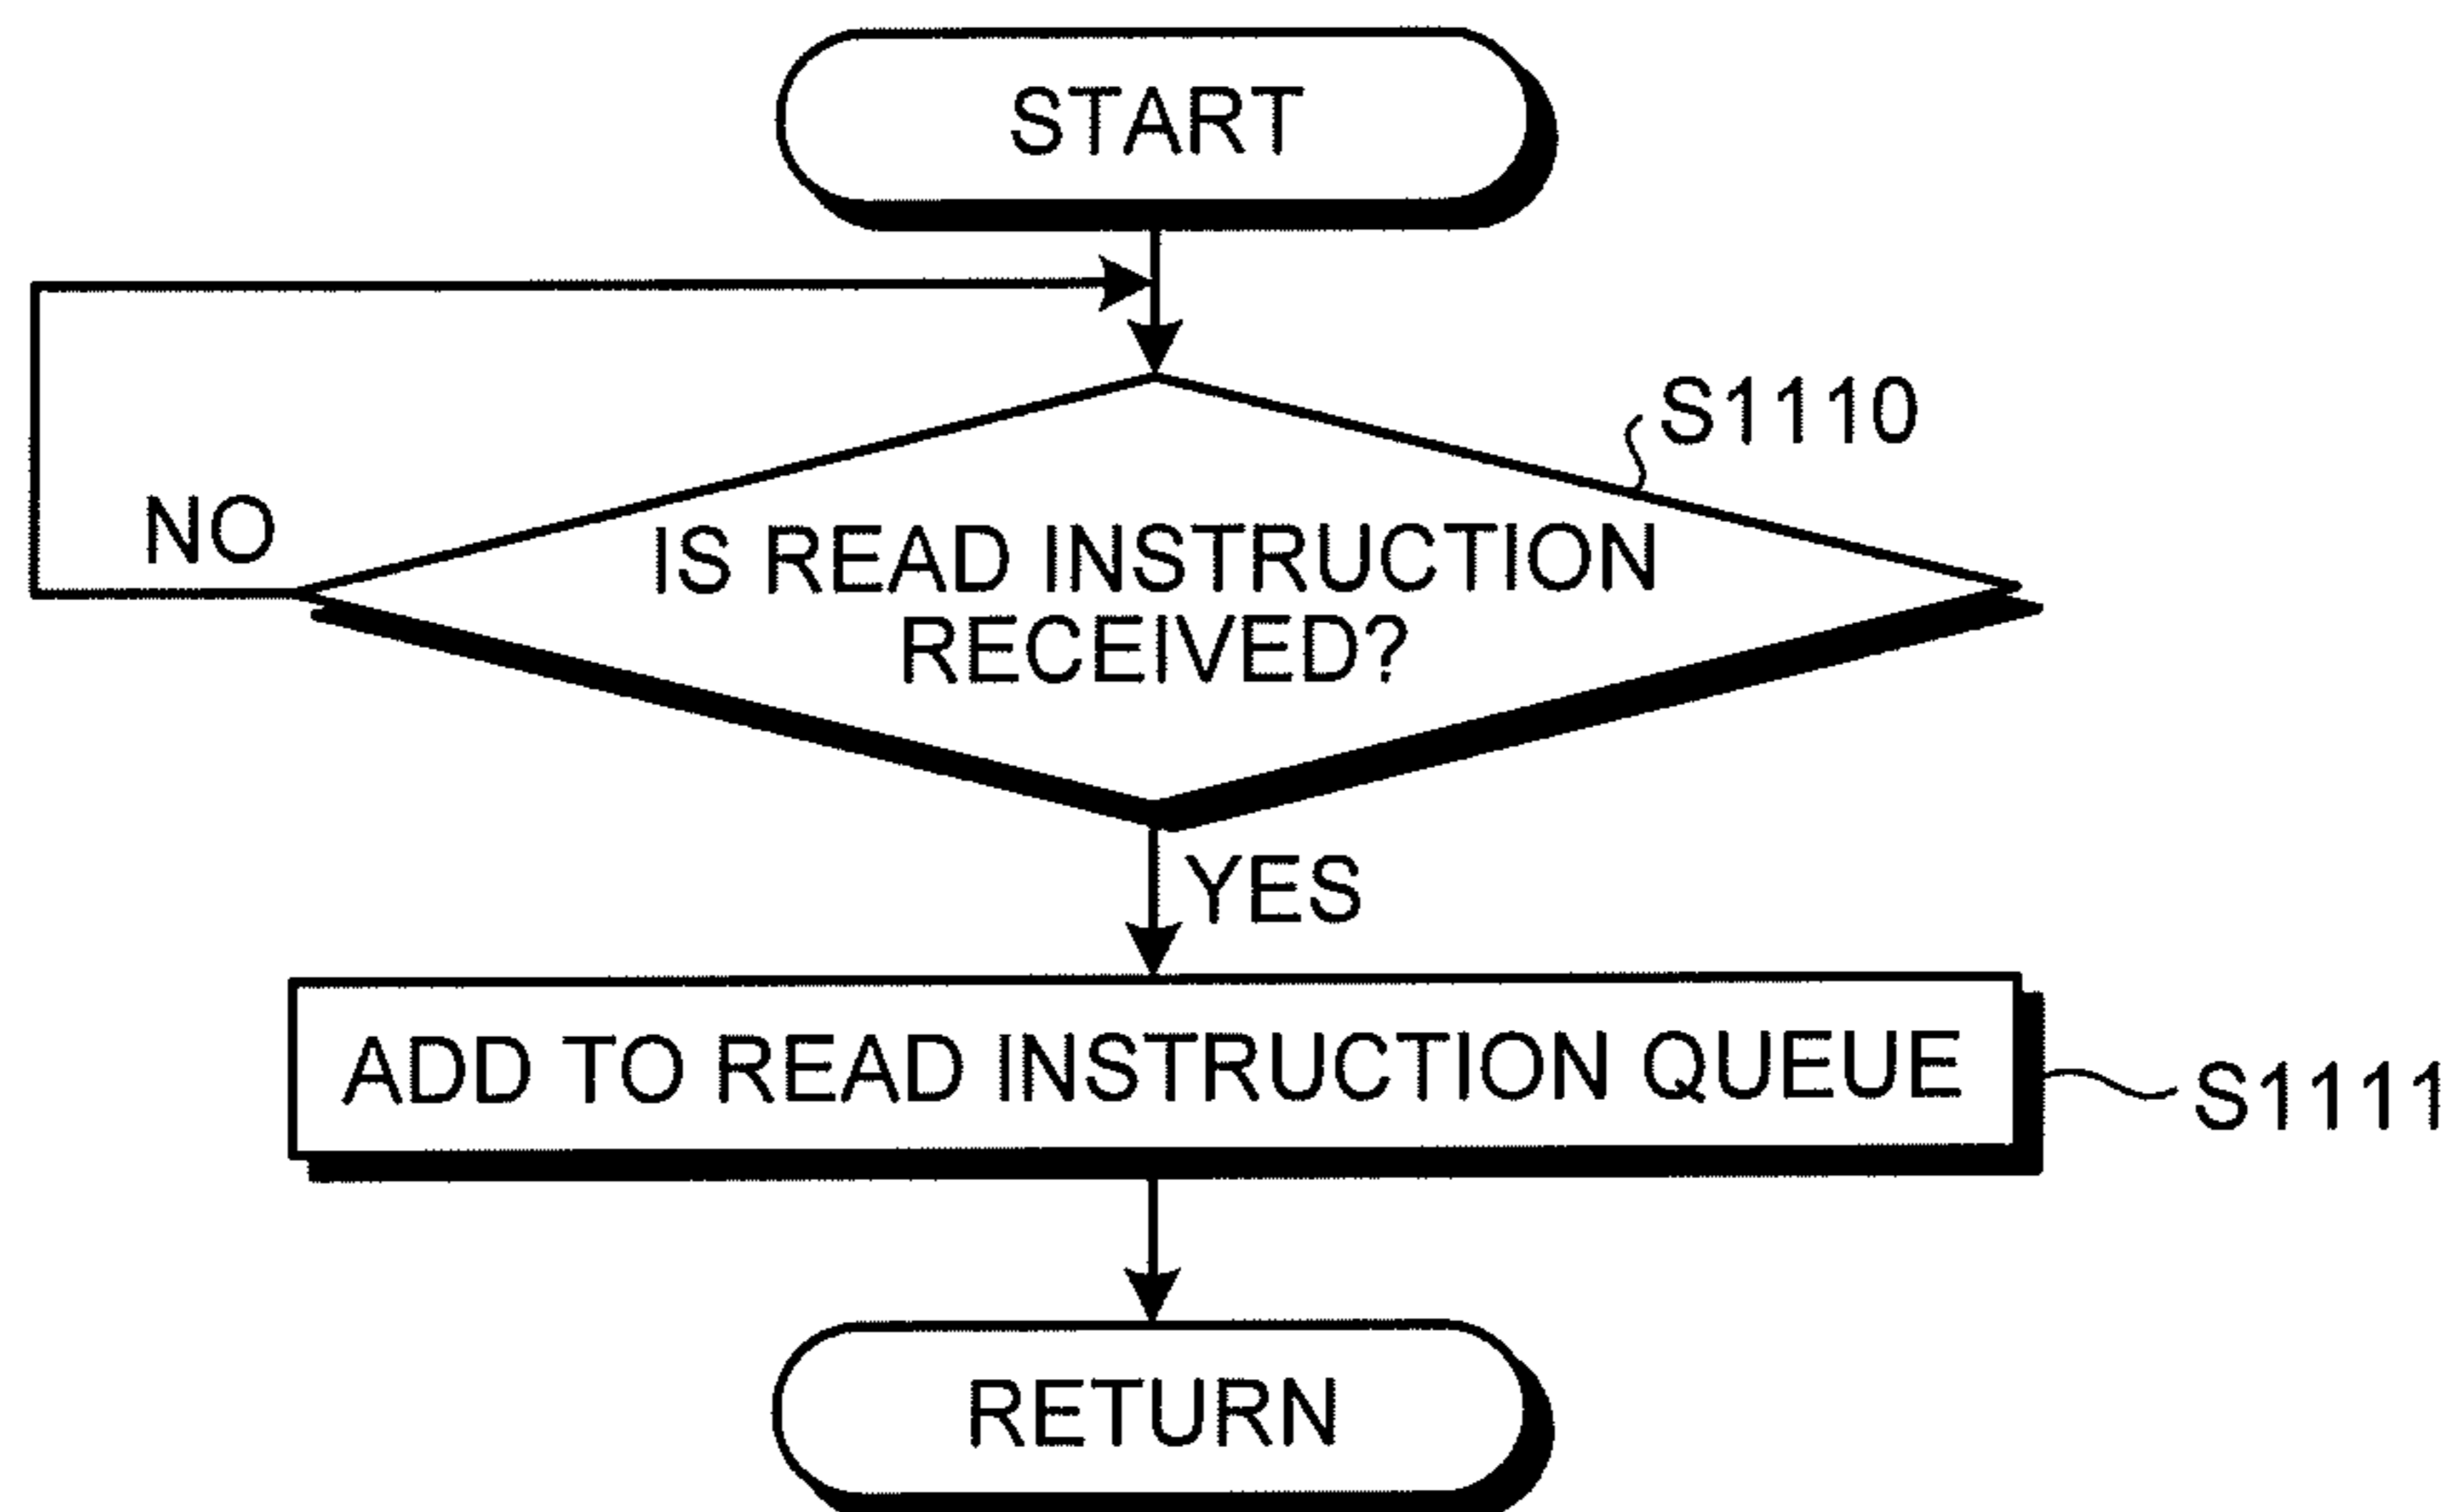 START
S1110
NO
IS READ INSTRUCTION
RECEIVED?
YES
ADD TO READ INSTRUCTION QUEUE
S1111
RETURN